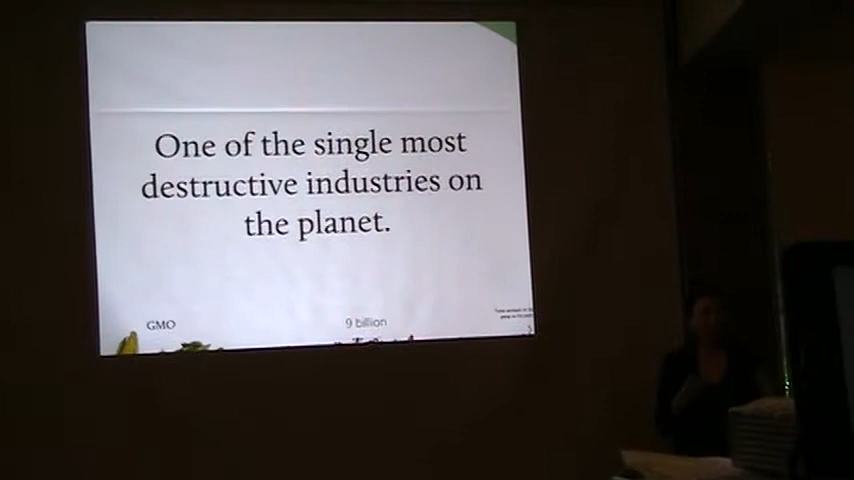 One of the single most
destructive industries on
the planet.
GMO
9 billion